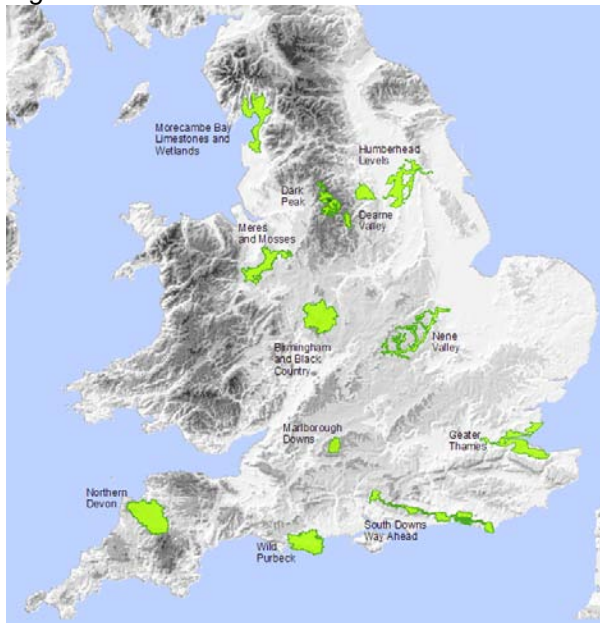 Morecambe Bay
Limestones and
Wetlands
Humberhead
Levels
Dark
Peak
Dearne
Valley
Meres
and Mosses
Birmingham
and Black
Country
Nene
Valley
Marlborough
Downs
Geater
Thames
Northern
Devon
South Downs
Way Ahead
Wild
Purbeck